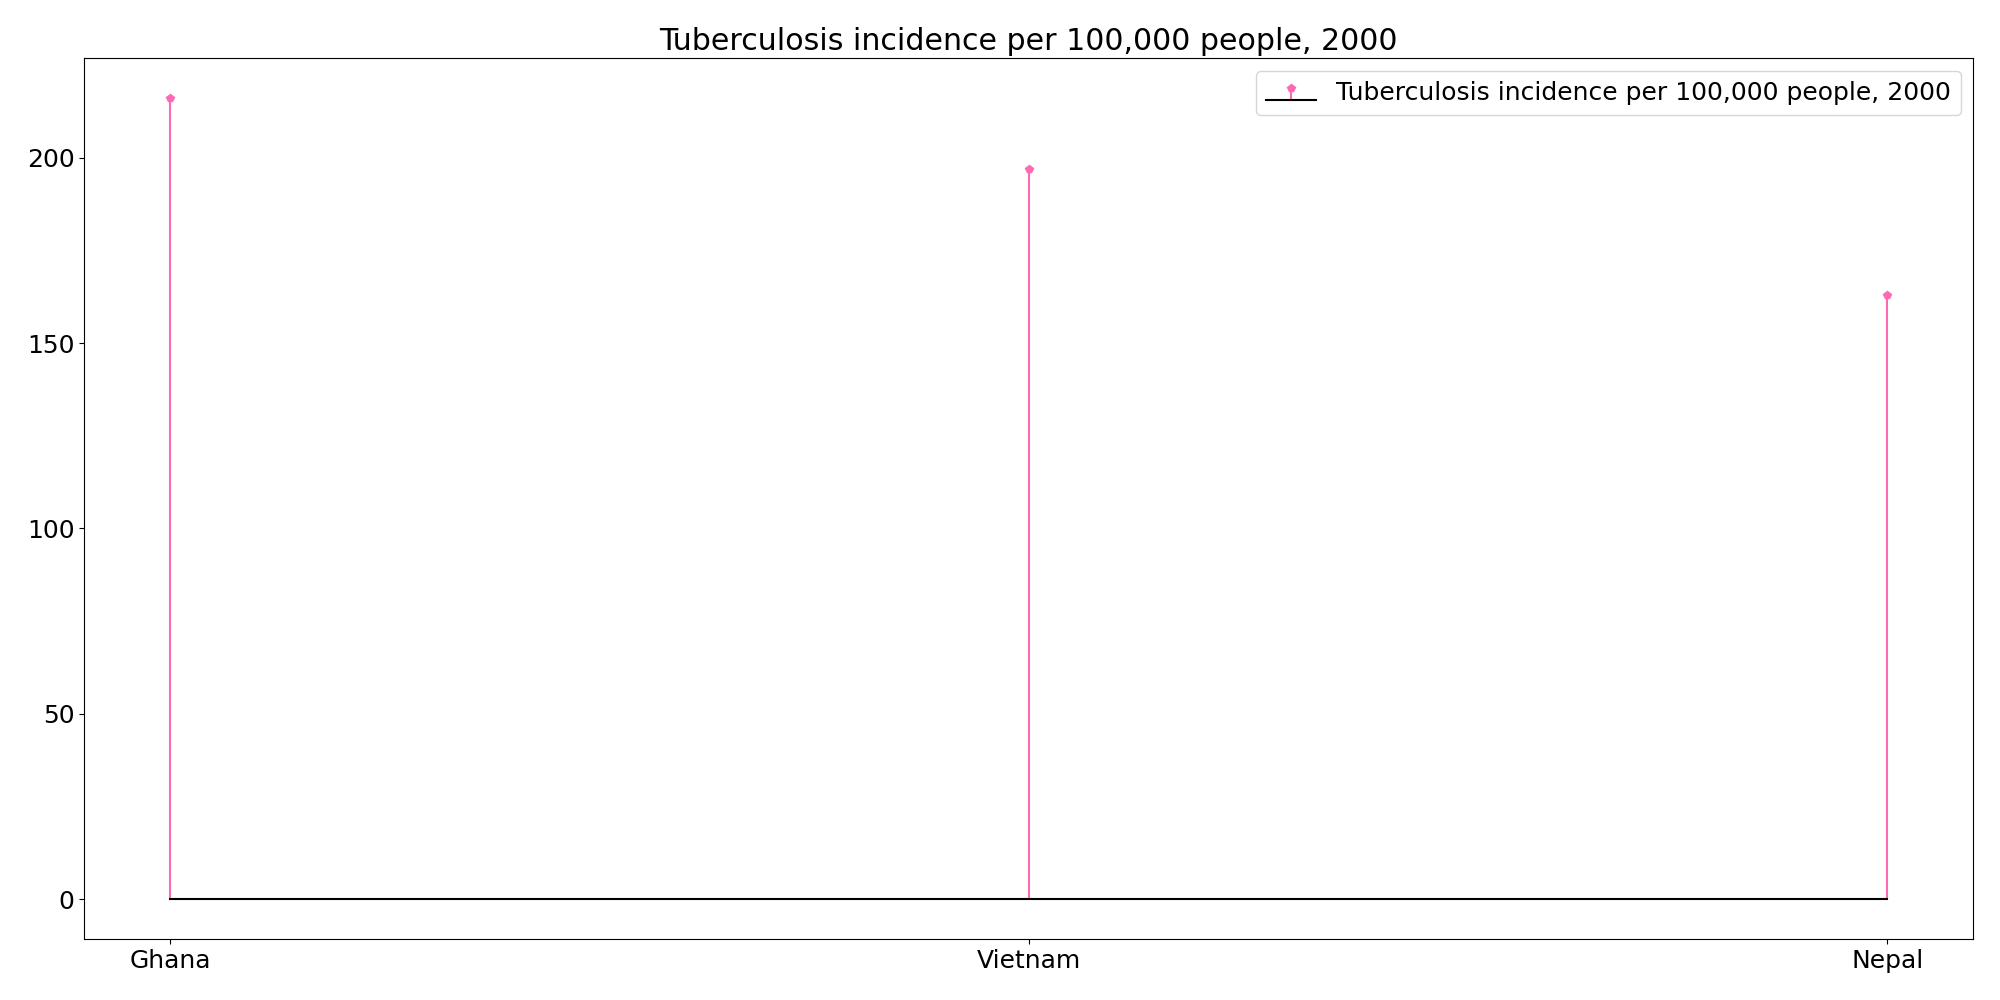 Tuberculosis incidence per 100,000 people, 2000
Tuberculosis incidence per 100,000 people, 2000
200
150
100
50
0
Ghana Vietnam Nepal